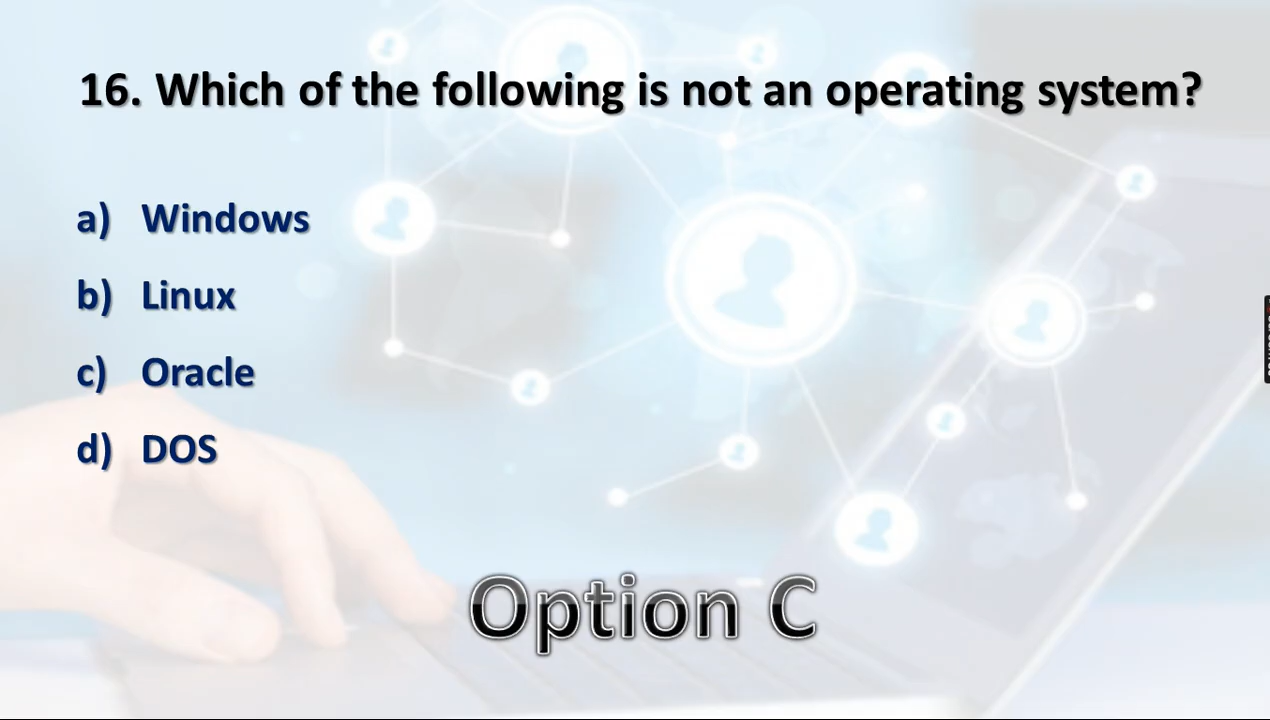 16. Which of the following is not an operating system?
a) Windows
b) Linux
c) Oracle
d) DOS
Option C